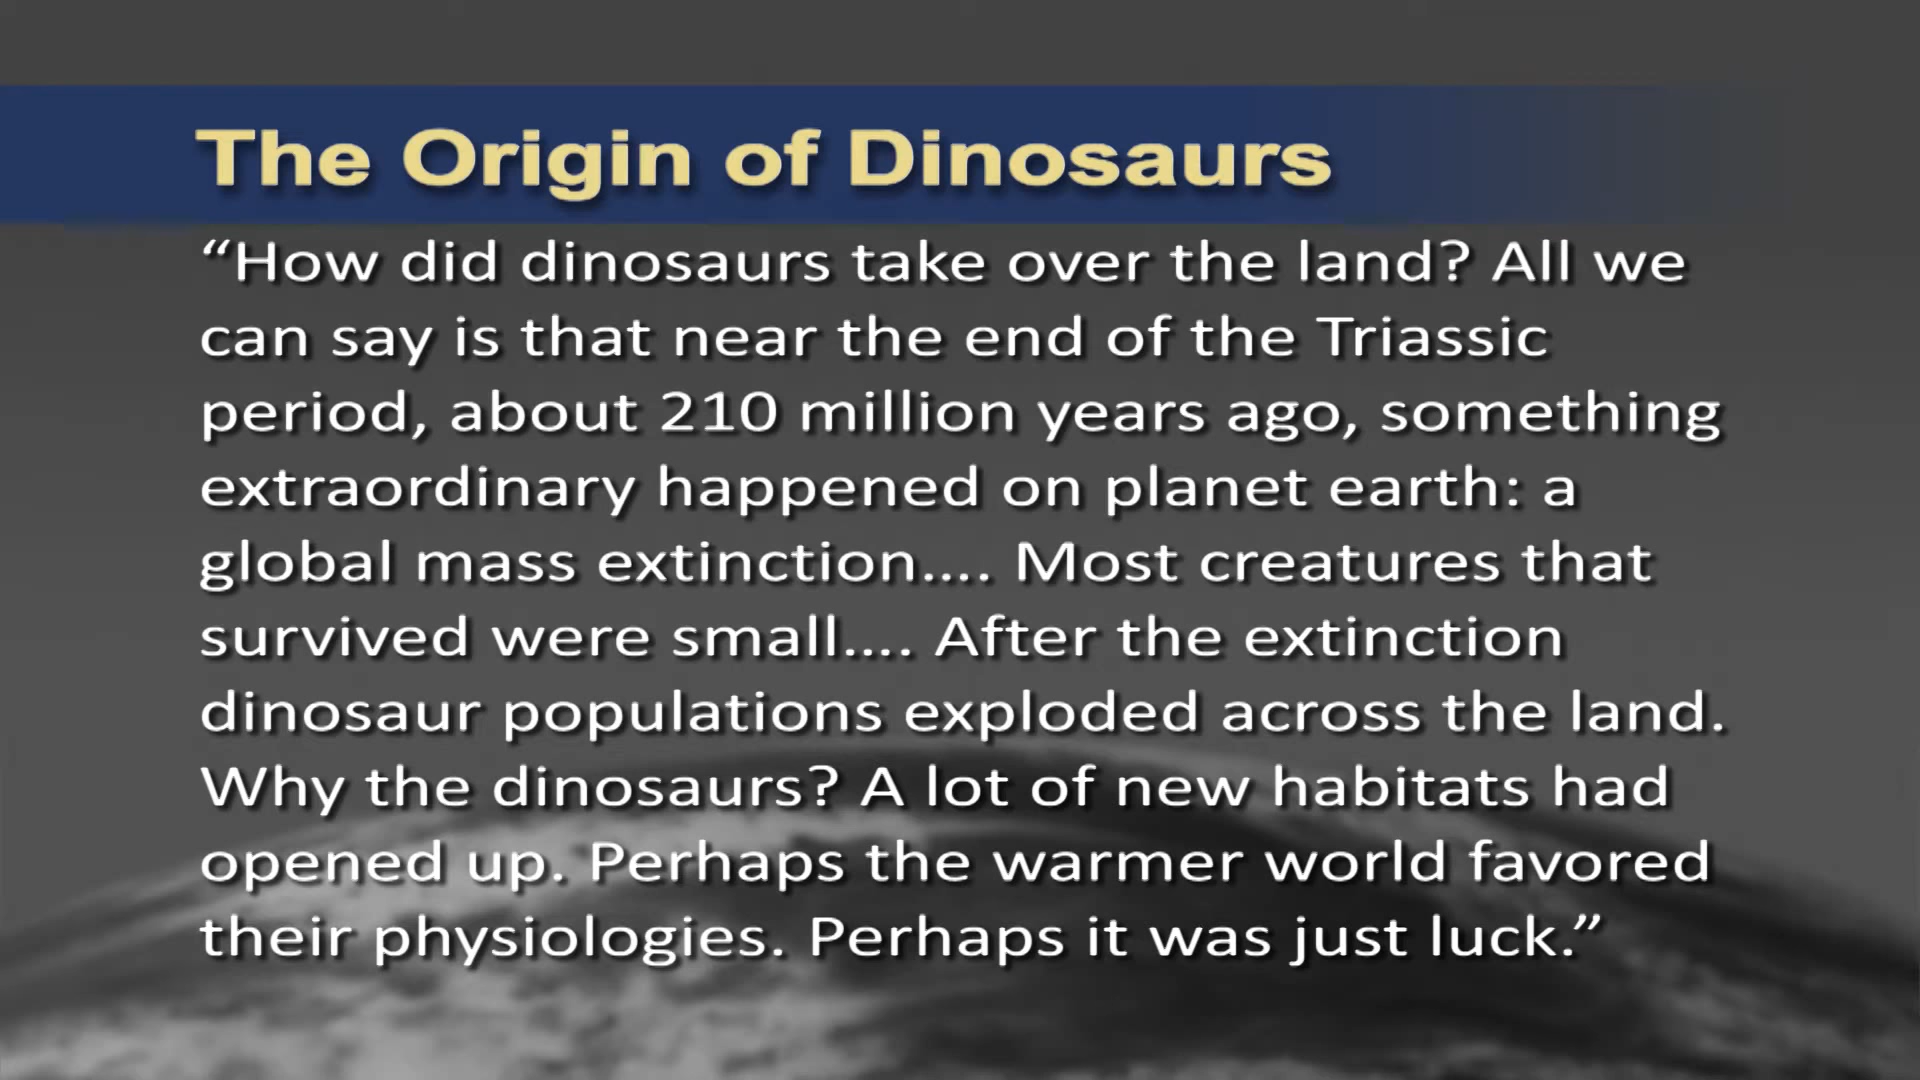 The Origin of Dinosaurs
“How did dinosaurs take over the land? All we
can say is that near the end of the Triassic
period, about 210 million years ago, something
extraordinary happened on planet earth: a
global mass extinction.... Most creatures that
survived were small.... After the extinction
dinosaur populations exploded across the land.
Why the dinosaurs? A lot of new habitats had
opened up. Perhaps the warmer world favored
their physiologies. Perhaps it was just luck.”